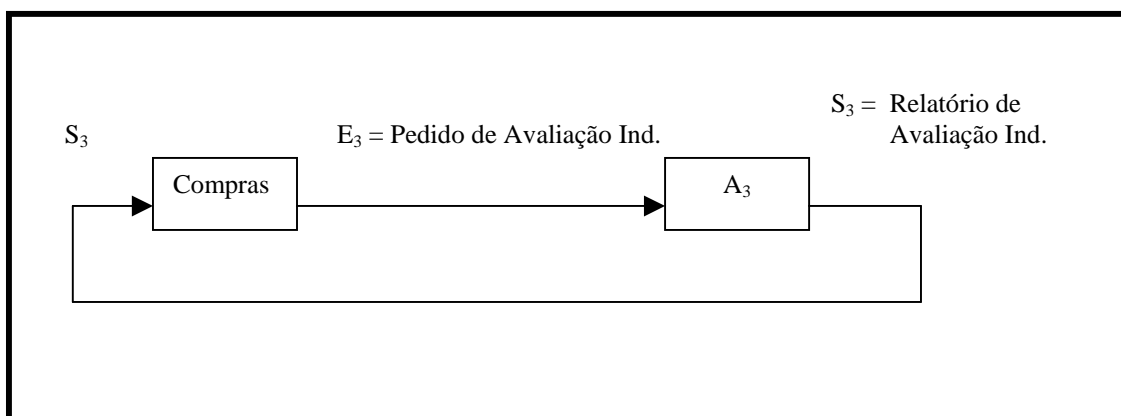 S₃ = Relatório de
Avaliação Ind.
S₃
E₃ = Pedido de Avaliação Ind.
Compras
A₃